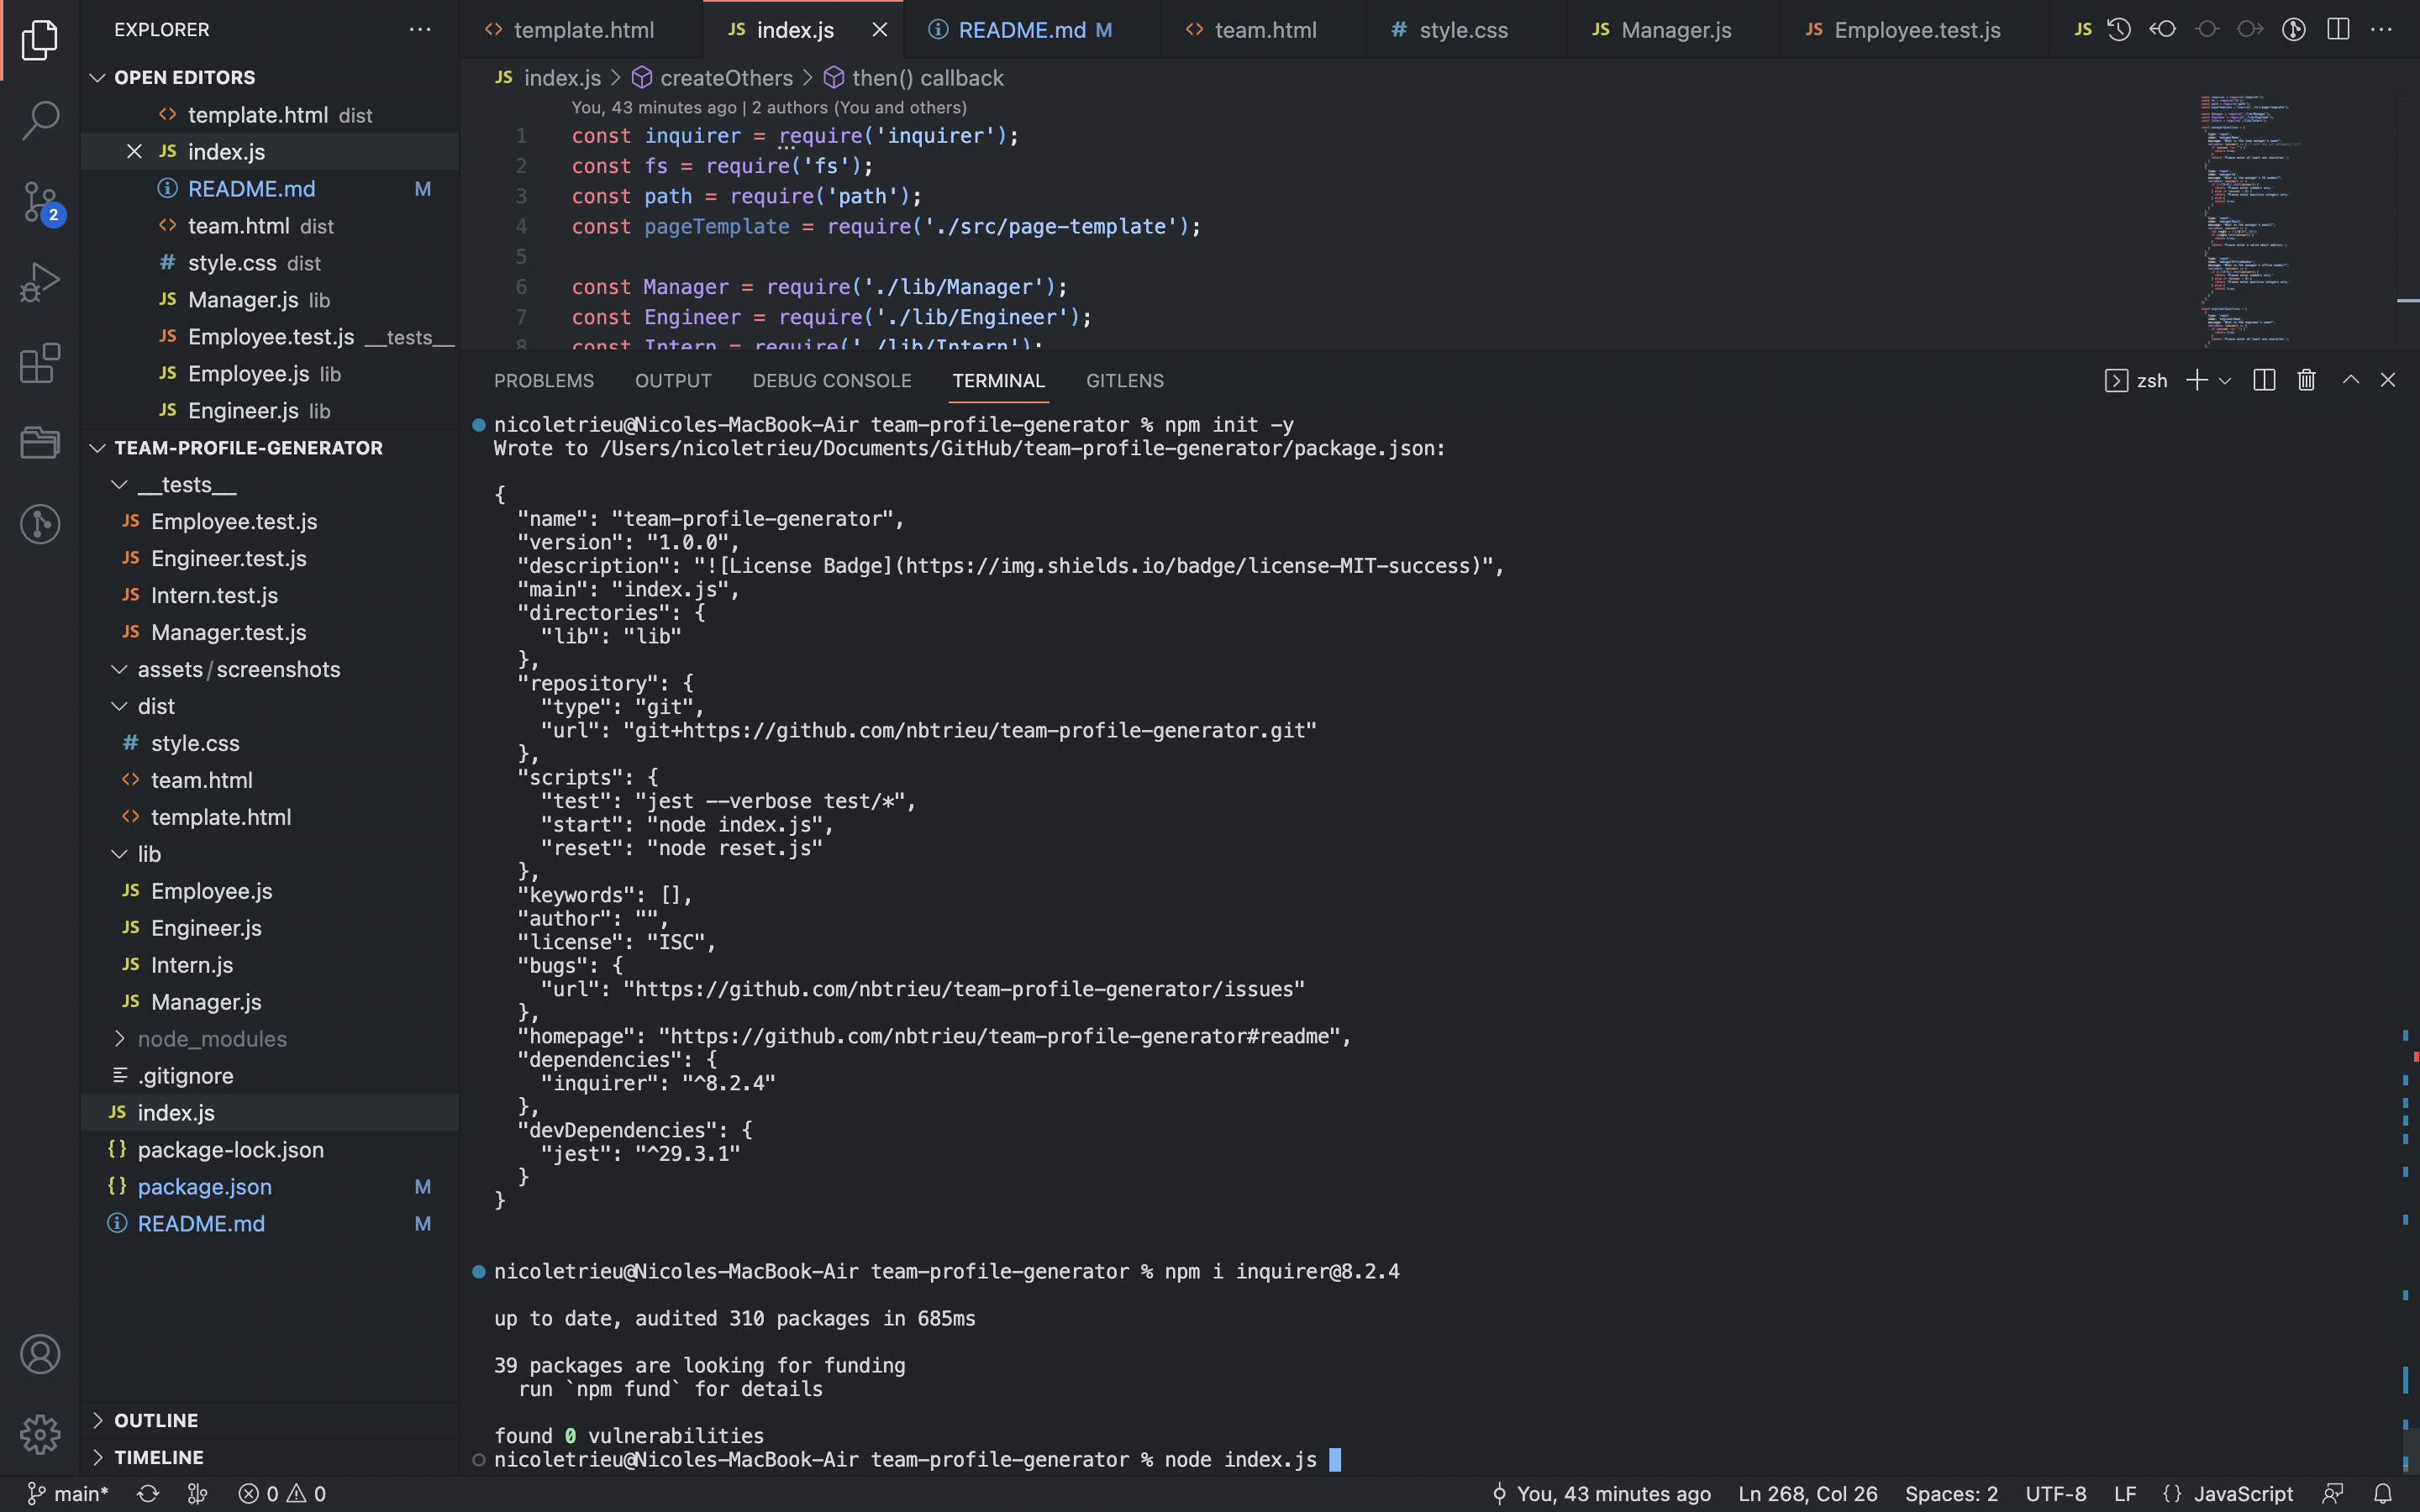 EXPLORER
OPEN EDITORS
template.html dist
index.js
README.md M
team.html dist
style.css dist
Manager.js lib
Employee.test.js __tests__
Employee.js lib
Engineer.js lib
TEAM-PROFILE-GENERATOR
__tests__
Employee.test.js
Engineer.test.js
Intern.test.js
Manager.test.js
assets/screenshots
dist
style.css
team.html
template.html
lib
Employee.js
Engineer.js
Intern.js
Manager.js
node_modules
.gitignore
index.js
package-lock.json
package.json M
README.md M
OUTLINE
TIMELINE
2
template.html JS index.js README.md M team.html # style.css JS Manager.js JS Employee.test.js JS
JS index.js > createOthers > then() callback
You, 43 minutes ago | 2 authors (You and others)
1 const inquirer = require('inquirer');
2 const fs = require('fs');
3 const path = require('path');
4 const pageTemplate = require('./src/page-template');
5
6 const Manager = require('./lib/Manager');
7 const Engineer = require('./lib/Engineer');
8 const Intern = require('./lib/Intern');
PROBLEMS OUTPUT DEBUG CONSOLE TERMINAL GITLENS zsh
nicoletrieu@Nicoles-MacBook-Air team-profile-generator % npm init -y
Wrote to /Users/nicoletrieu/Documents/GitHub/team-profile-generator/package.json:
{
"name": "team-profile-generator",
"version": "1.0.0",
"description": "![License Badge](https://img.shields.io/badge/license-MIT-success)",
"main": "index.js",
"directories": {
"lib": "lib"
},
"repository": {
"type": "git",
"url": "git+https://github.com/nbtrieu/team-profile-generator.git"
},
"scripts": {
"test": "jest --verbose test/*",
"start": "node index.js",
"reset": "node reset.js"
},
"keywords": [],
"author": "",
"license": "ISC",
"bugs": {
"url": "https://github.com/nbtrieu/team-profile-generator/issues"
},
"homepage": "https://github.com/nbtrieu/team-profile-generator#readme",
"dependencies": {
"inquirer": "^8.2.4"
},
"devDependencies": {
"jest": "^29.3.1"
}
}
nicoletrieu@Nicoles-MacBook-Air team-profile-generator % npm i inquirer@8.2.4
up to date, audited 310 packages in 685ms
39 packages are looking for funding
run `npm fund` for details
found 0 vulnerabilities
nicoletrieu@Nicoles-MacBook-Air team-profile-generator % node index.js
main* 0 0 You, 43 minutes ago Ln 268, Col 26 Spaces: 2 UTF-8 LF {} JavaScript